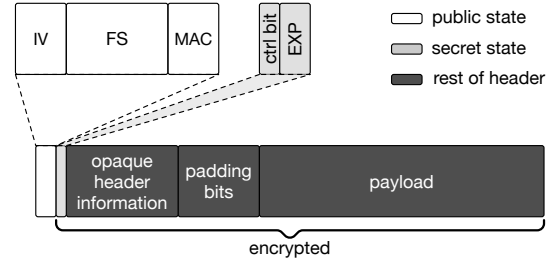 IV FS MAC ctrl bit EXP
public state
secret state
rest of header
opaque
header
information
padding
bits
payload
encrypted